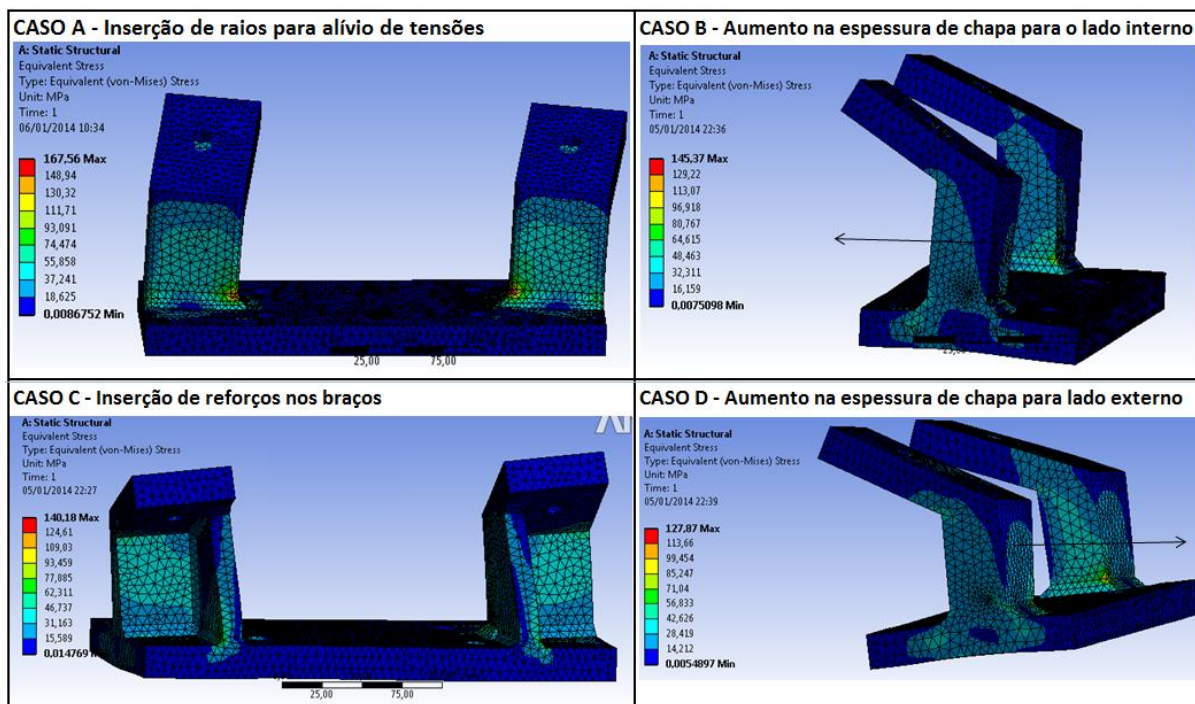 CASO A - Inserção de raios para alívio de tensões
A: Static Structural
Equivalent Stress
Type: Equivalent (von-Mises) Stress
Unit: MPa
Time: 1
06/01/2014 10:34
167,56 Max
148,94
130,32
111,71
93,091
74,474
55,858
37,241
18,625
0,0086752 Min
25,00 75,00
CASO B - Aumento na espessura de chapa para o lado interno
A: Static Structural
Equivalent Stress
Type: Equivalent (von-Mises) Stress
Unit: MPa
Time: 1
05/01/2014 22:36
145,37 Max
129,22
113,07
96,918
80,767
64,615
48,463
32,311
16,159
0,0075098 Min
CASO C - Inserção de reforços nos braços
A: Static Structural
Equivalent Stress
Type: Equivalent (von-Mises) Stress
Unit: MPa
Time: 1
05/01/2014 22:27
140,18 Max
124,61
109,03
93,459
77,885
62,311
46,737
31,163
15,589
0,014769
25,00 75,00
CASO D - Aumento na espessura de chapa para lado externo
A: Static Structural
Equivalent Stress
Type: Equivalent (von-Mises) Stress
Unit: MPa
Time: 1
05/01/2014 22:39
127,87 Max
113,66
99,454
85,247
71,04
56,833
42,626
28,419
14,212
0,0054897 Min